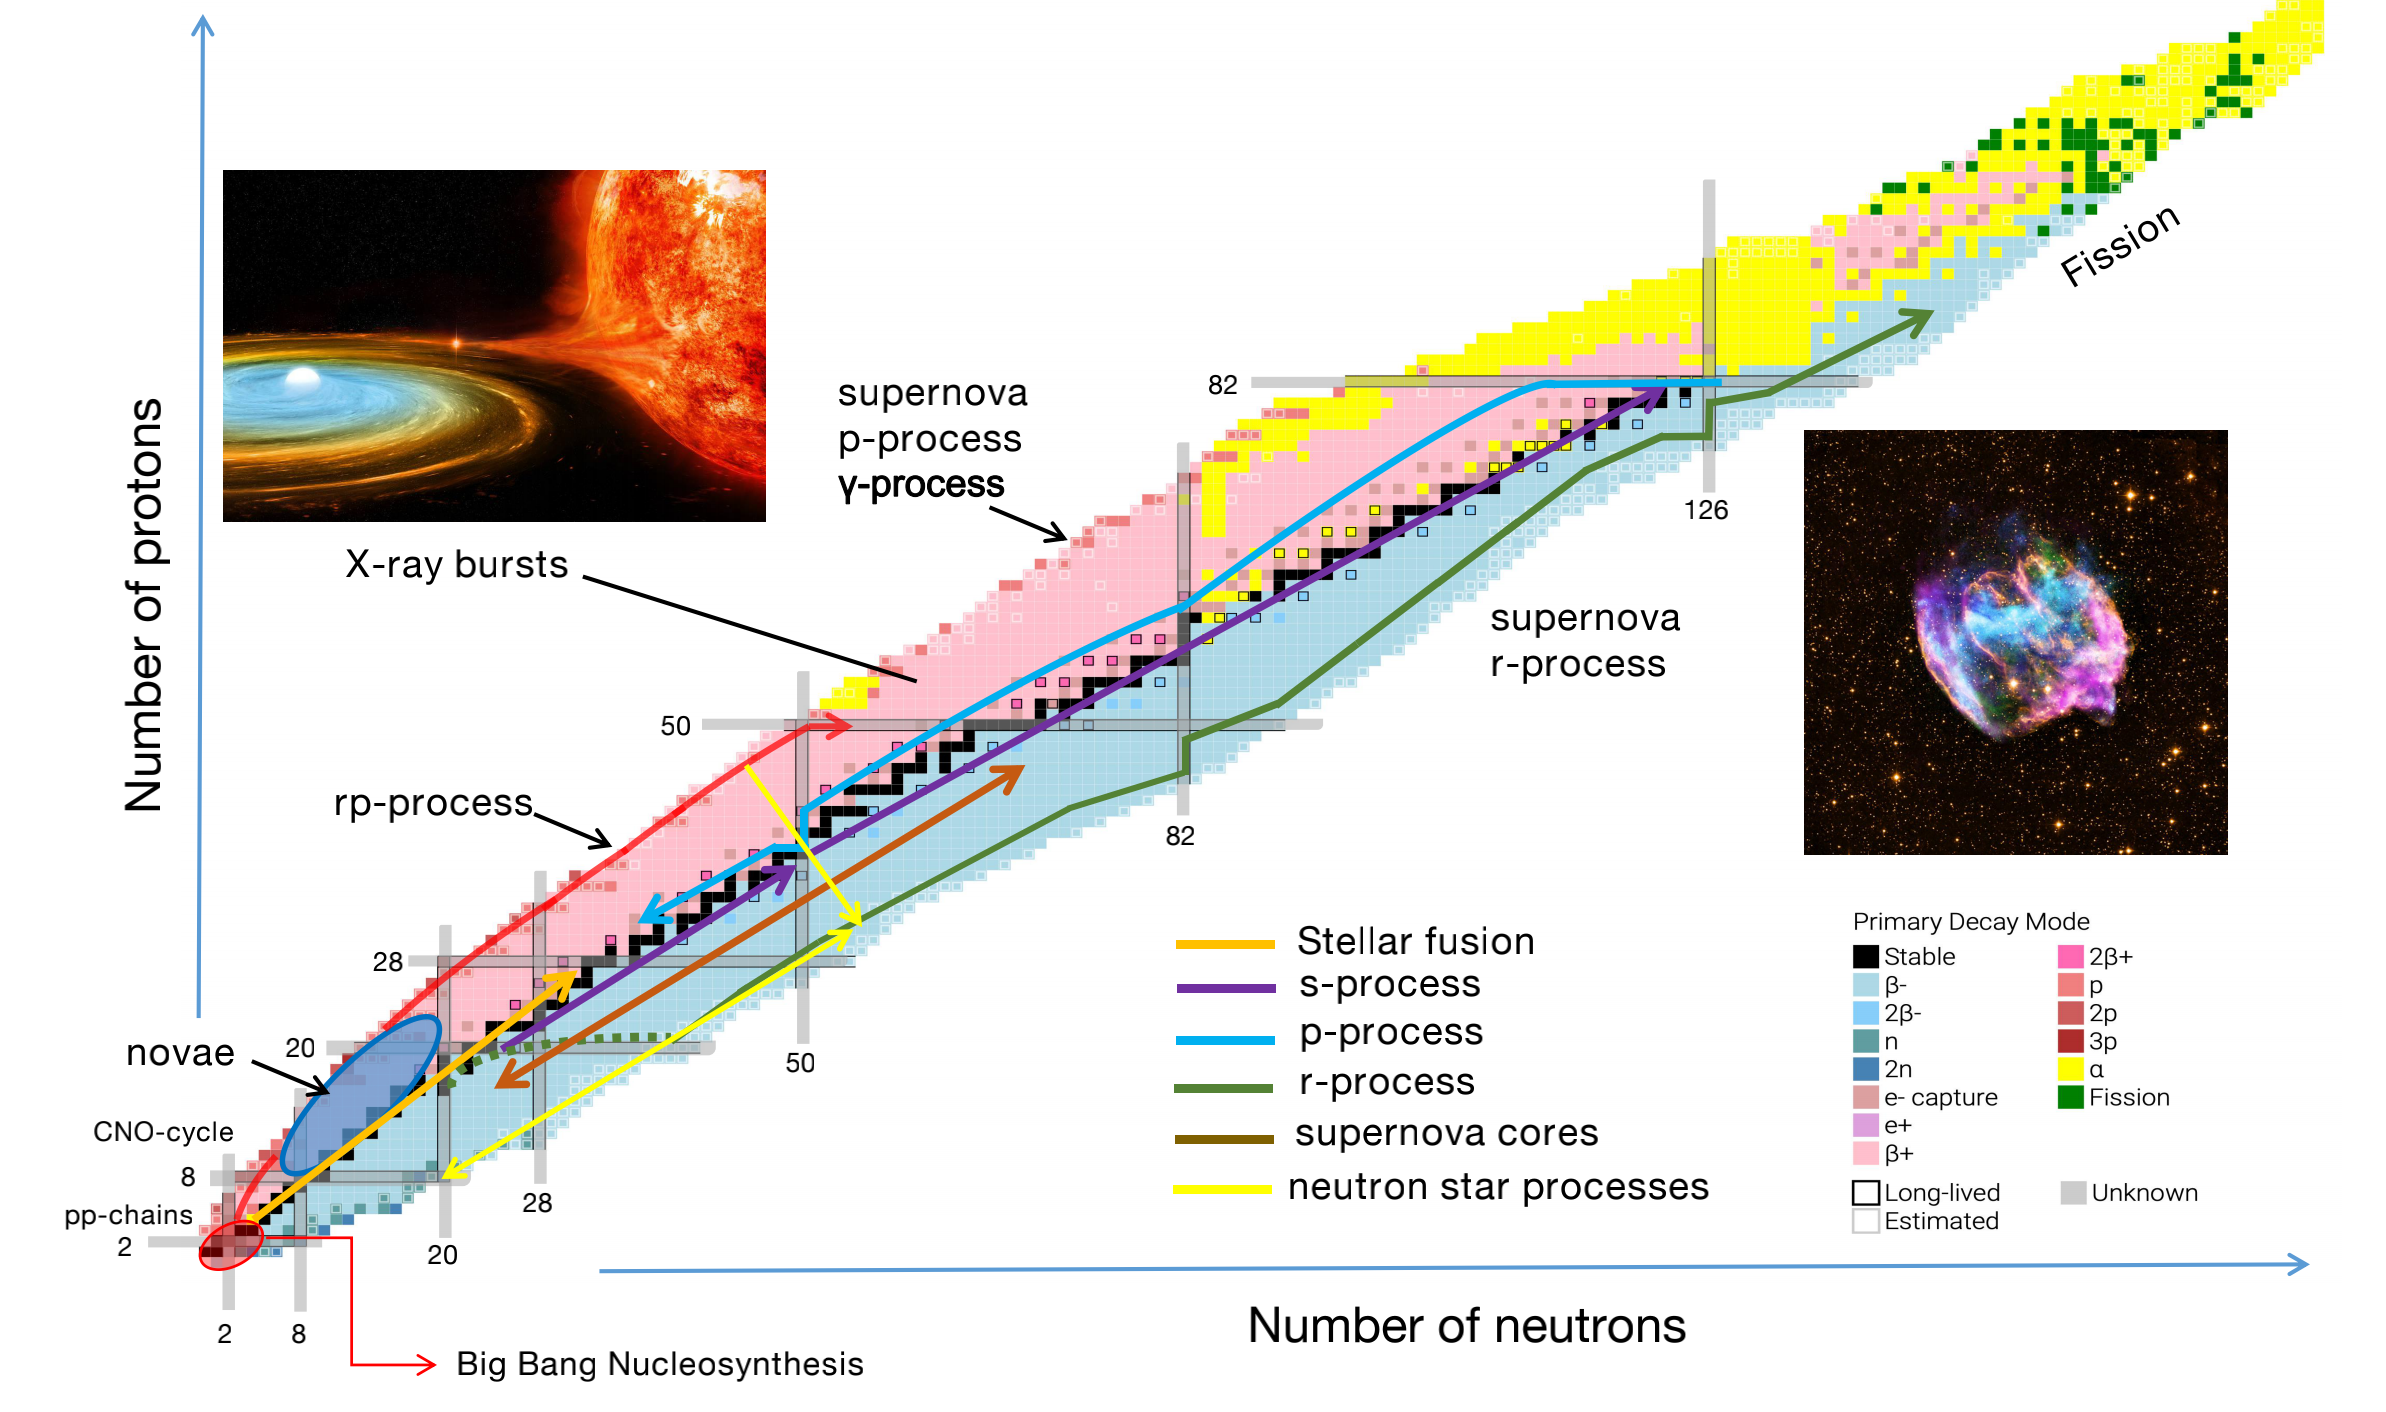 Number of protons
X-ray bursts
supernova
p-process
γ-process
82
126
Fission
supernova
r-process
50
82
rp-process
28
novae
20
50
CNO-cycle
8
28
pp-chains
2
20
2
8
Big Bang Nucleosynthesis
Number of neutrons
Stellar fusion
s-process
p-process
r-process
supernova cores
neutron star processes
Primary Decay Mode
Stable
β-
2β-
n
2n
e- capture
e+
β+
2β+
p
2p
3p
α
Fission
Long-lived
Estimated
Unknown